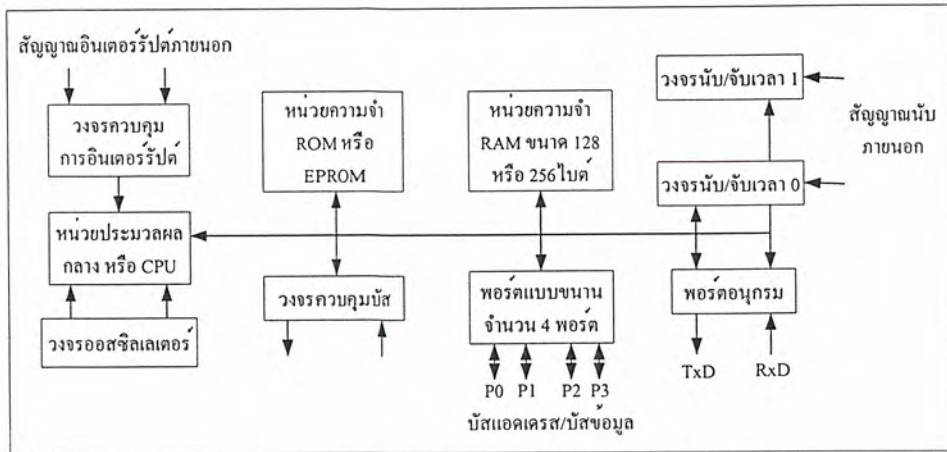 สัญญาณอินเตอร์รัปต์ภายนอก
วงจรควบคุม
การอินเตอร์รัปต์
หน่วยประมวลผล
กลาง หรือ CPU
วงจรออสซิลเลเตอร์
หน่วยความจำ
ROM หรือ
EPROM
วงจรควบคุมบัส
หน่วยความจำ
RAM ขนาด 128
หรือ 256 ไบต์
พอร์ตแบบขนาน
จำนวน 4 พอร์ต
P0 P1 P2 P3
บัสแอดเดรส/บัสข้อมูล
วงจรนับ/จับเวลา 1
สัญญาณนับ
ภายนอก
วงจรนับ/จับเวลา 0
พอร์ตอนุกรม
TxD RxD